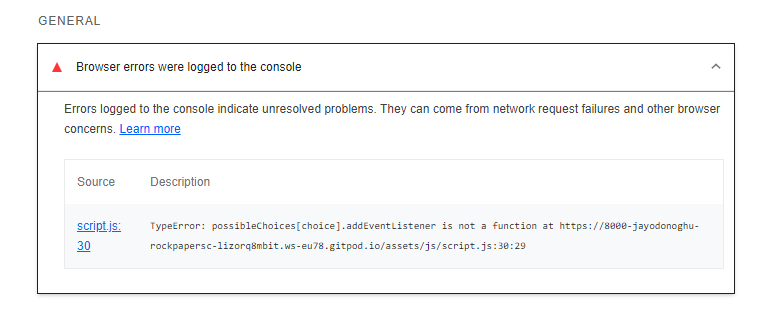 GENERAL
Browser errors were logged to the console
Errors logged to the console indicate unresolved problems. They can come from network request failures and other browser
concerns. Learn more
Source Description
script.js: TypeError: possibleChoices[choice].addEventListener is not a function at https://8000-jayodonoghu-
30 rockpapersc-lizorq8mbit.ws-eu78.gitpod.io/assets/js/script.js:30:29